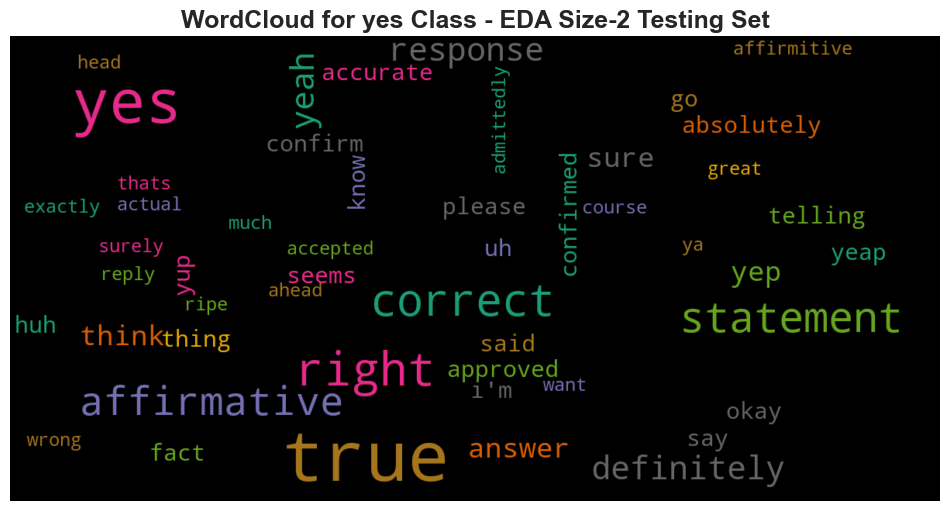 WordCloud for yes Class - EDA Size-2 Testing Set
head
yes
yeah
accurate
response
admittedly
affirmitive
go
absolutely
confirm
know
sure
great
thats
exactly
actual
much
please
confirmed
course
telling
surely
accepted
uh
ya
yeap
reply
yup
seems
yep
ripe
ahead
correct
statement
huh
think
thing
said
right
approved
i'm
want
affirmative
okay
wrong
fact
true
answer
say
definitely